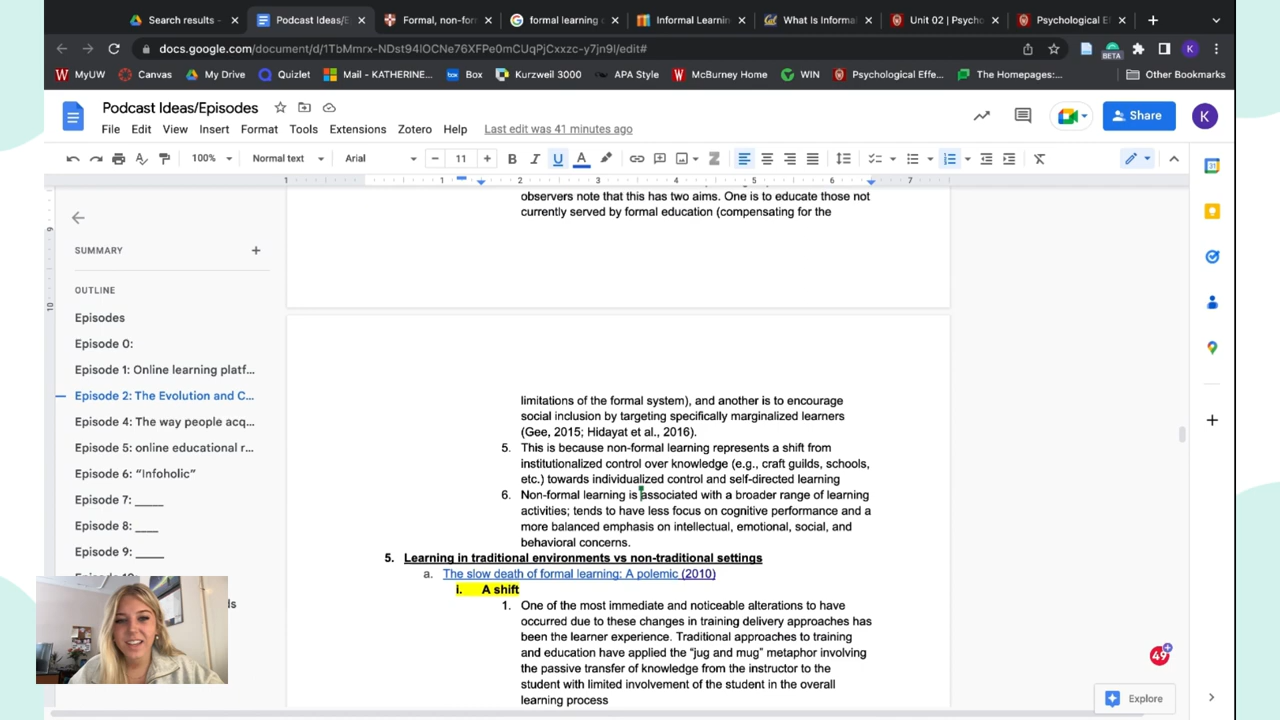 Search results -
Podcast Ideas/E
Formal, non-for
formal learning
Informal Learnin
What Is Informa
Unit 02 | Psycho
Psychological Ef
docs.google.com/document/d/1TbMmrx-NDst94lOCNe76XFPe0mCUqPjCxxzc-y7jn9I/edit#
BETA
K
MyUW
Canvas
My Drive
Quizlet
Mail - KATHERINE...
Box
Kurzweil 3000
APA Style
McBurney Home
WIN
Psychological Effe...
The Homepages:...
Other Bookmarks
Podcast Ideas/Episodes
File Edit View Insert Format Tools Extensions Zotero Help Last edit was 41 minutes ago
Share
K
100% Normal text Arial 11 B I U A
1 1 2 3 4 5 6 7
9
10
SUMMARY
OUTLINE
Episodes
Episode 0:
Episode 1: Online learning platf...
Episode 2: The Evolution and C...
Episode 4: The way people acq...
Episode 5: online educational r...
Episode 6: “Infoholic”
Episode 7: _____
Episode 8: ____
Episode 9: _____
observers note that this has two aims. One is to educate those not
currently served by formal education (compensating for the
limitations of the formal system), and another is to encourage
social inclusion by targeting specifically marginalized learners
(Gee, 2015; Hidayat et al., 2016).
5. This is because non-formal learning represents a shift from
institutionalized control over knowledge (e.g., craft guilds, schools,
etc.) towards individualized control and self-directed learning
6. Non-formal learning is associated with a broader range of learning
activities; tends to have less focus on cognitive performance and a
more balanced emphasis on intellectual, emotional, social, and
behavioral concerns.
5. Learning in traditional environments vs non-traditional settings
a. The slow death of formal learning: A polemic (2010)
i. A shift
1. One of the most immediate and noticeable alterations to have
occurred due to these changes in training delivery approaches has
been the learner experience. Traditional approaches to training
and education have applied the “jug and mug” metaphor involving
the passive transfer of knowledge from the instructor to the
student with limited involvement of the student in the overall
learning process
49
Explore